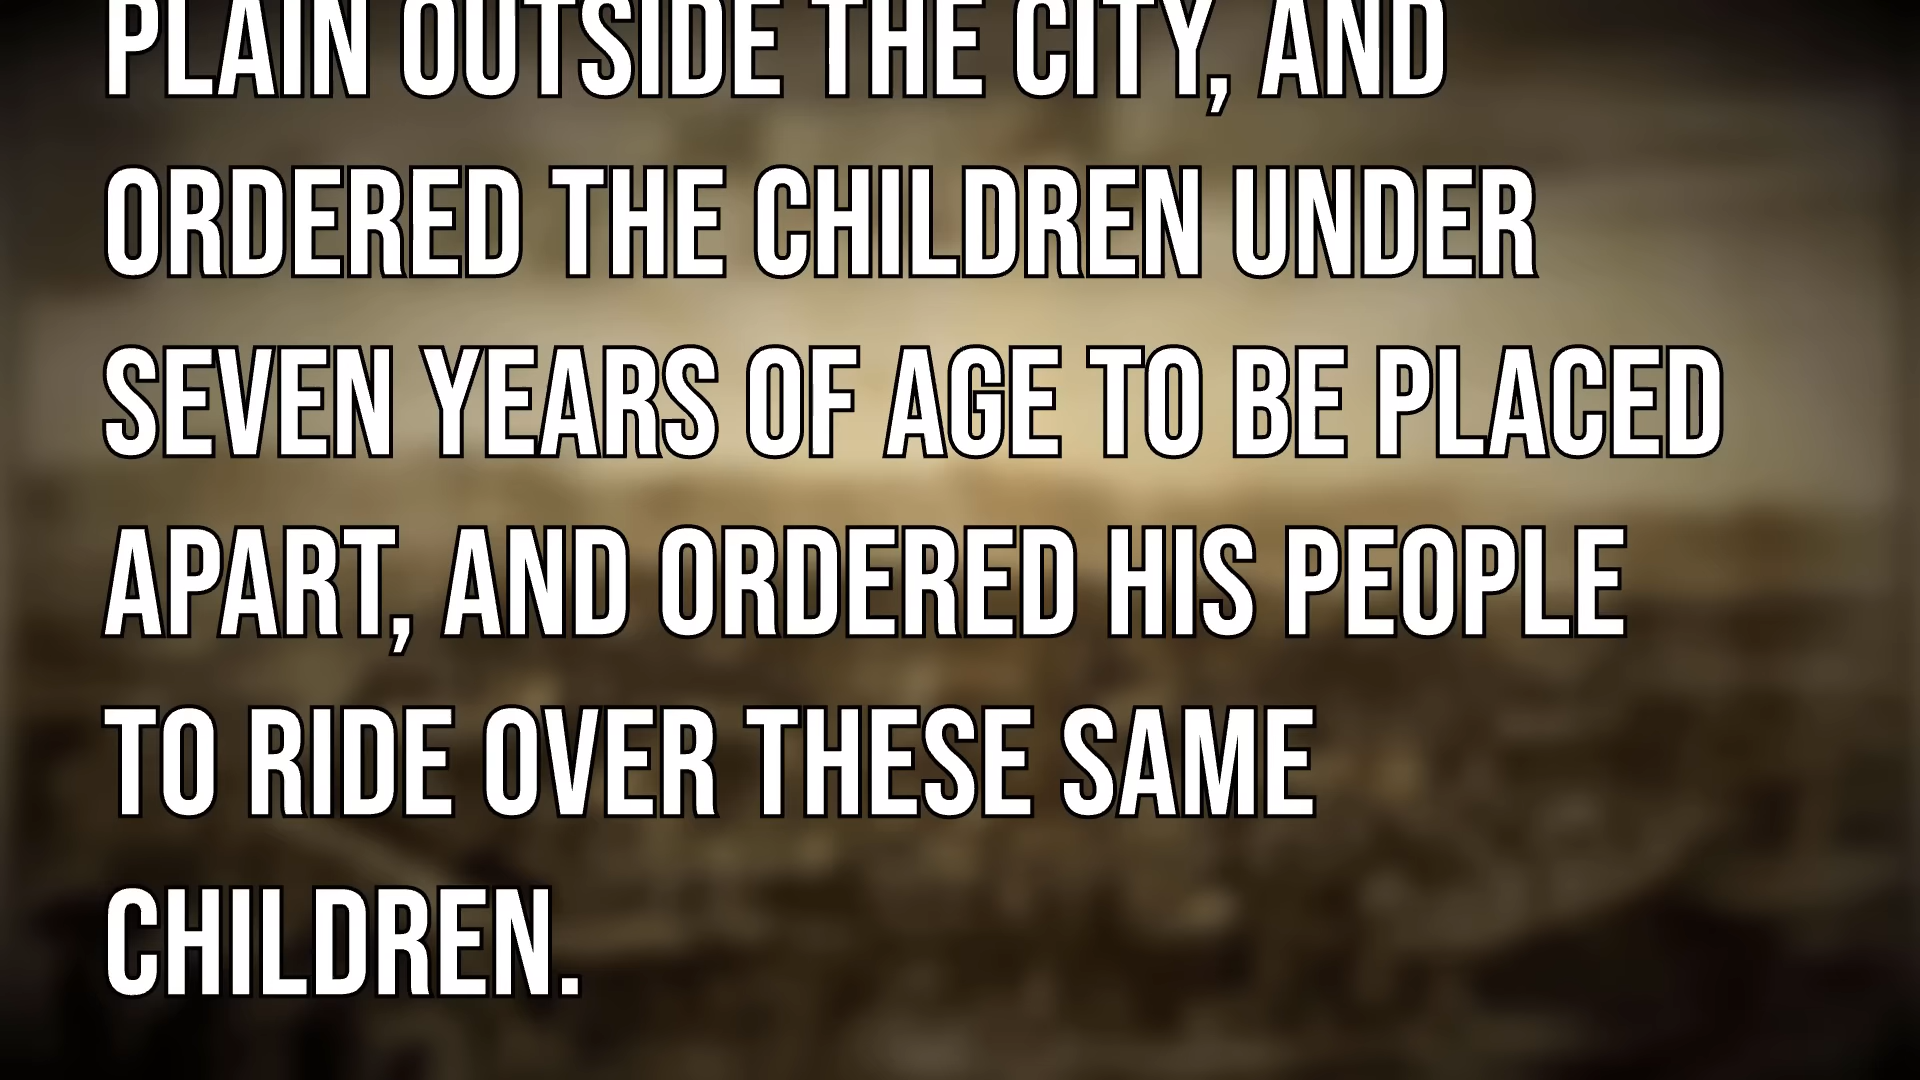 PLAIN OUTSIDE THE CITY, AND
ORDERED THE CHILDREN UNDER
SEVEN YEARS OF AGE TO BE PLACED
APART, AND ORDERED HIS PEOPLE
TO RIDE OVER THESE SAME
CHILDREN.